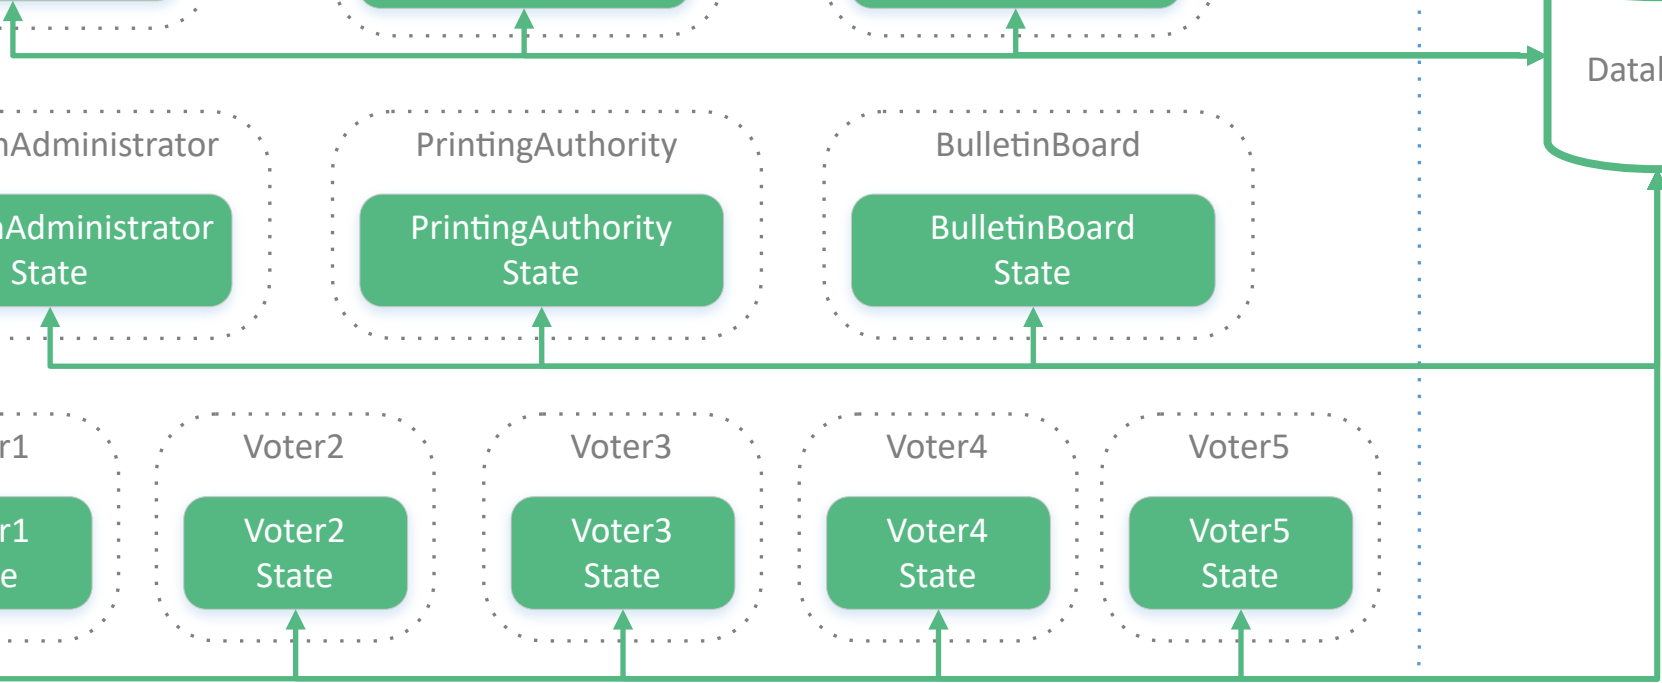 Datab
nAdministrator
PrintingAuthority
BulletinBoard
nAdministrator
State
PrintingAuthority
State
BulletinBoard
State
r1
Voter2
Voter3
Voter4
Voter5
r1
e
Voter2
State
Voter3
State
Voter4
State
Voter5
State